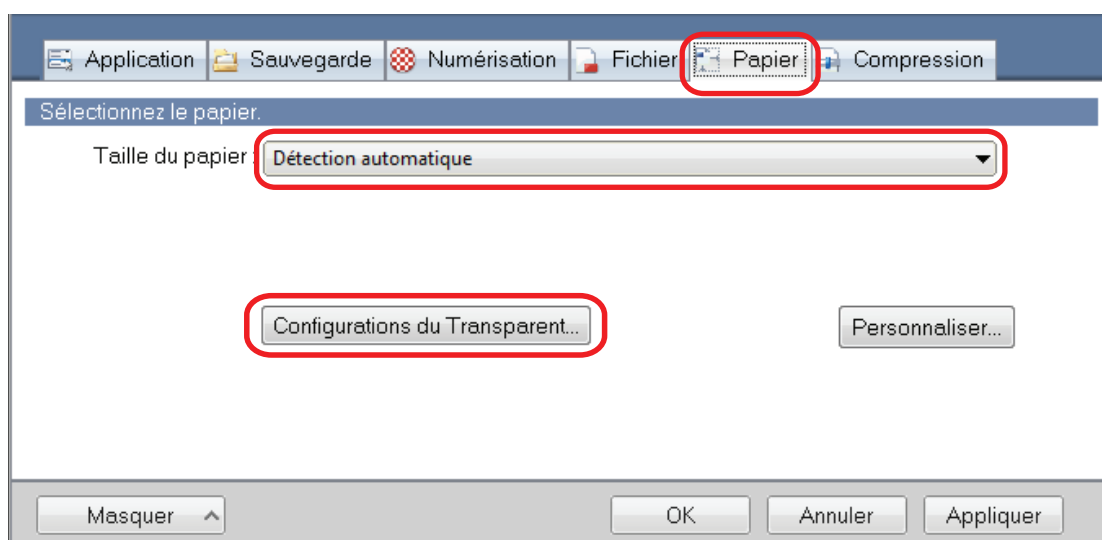 Application Sauvegarde Numérisation Fichier Papier Compression
Sélectionnez le papier.
Taille du papier : Détection automatique
Configurations du Transparent... Personnaliser...
Masquer OK Annuler Appliquer